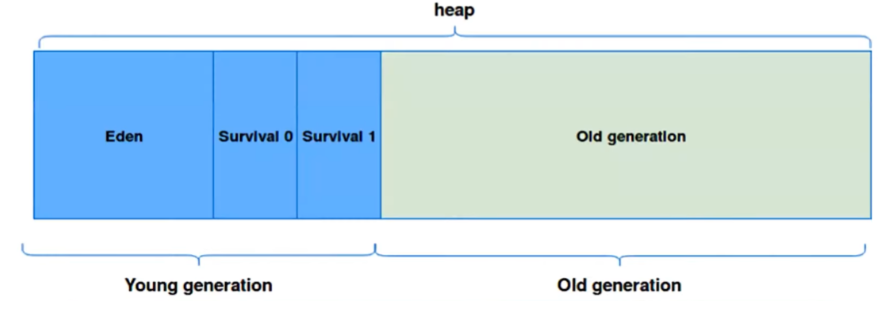 heap
Eden
Survival 0
Survival 1
Old generation
Young generation
Old generation